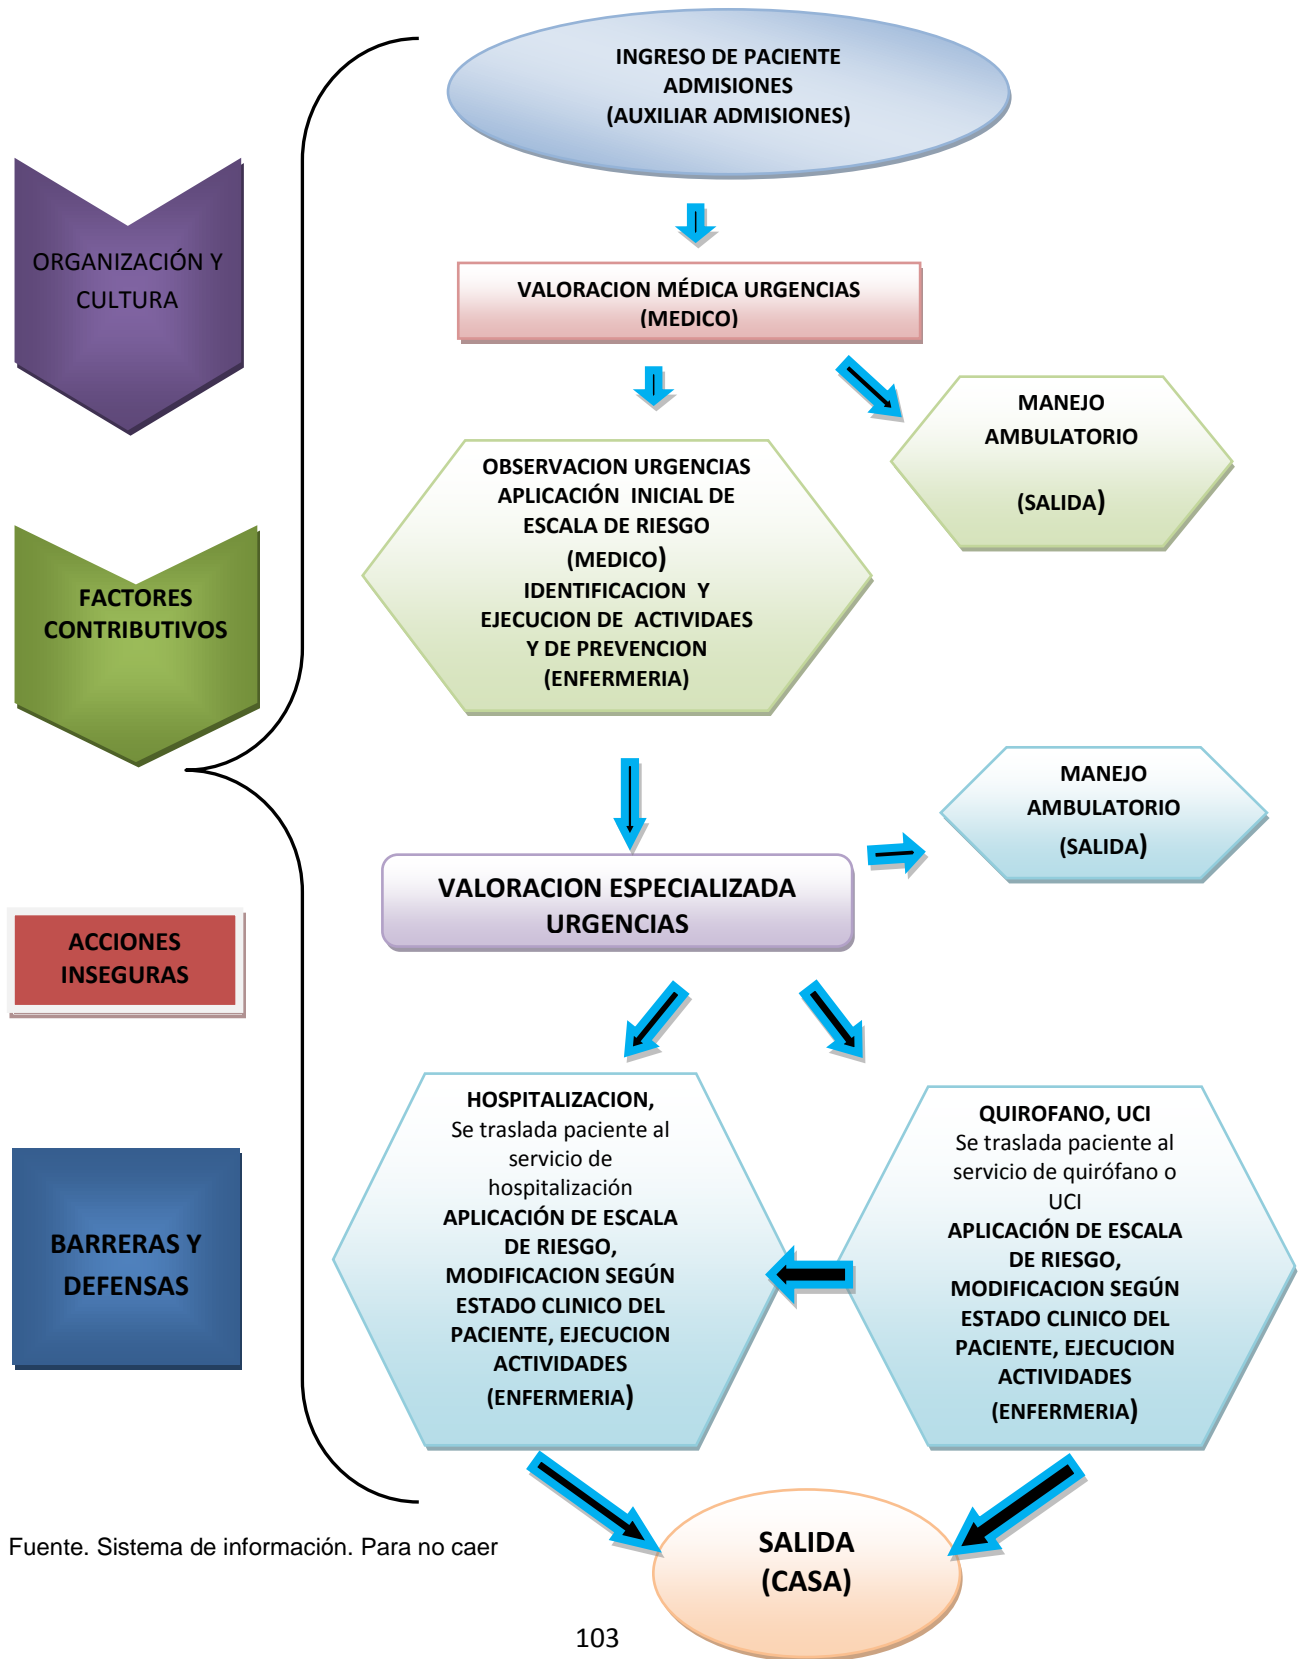 INGRESO DE PACIENTE
ADMISIONES
(AUXILIAR ADMISIONES)
ORGANIZACIÓN Y
CULTURA
VALORACION MÉDICA URGENCIAS
(MEDICO)
MANEJO
AMBULATORIO
(SALIDA)
OBSERVACION URGENCIAS
APLICACIÓN INICIAL DE
ESCALA DE RIESGO
(MEDICO)
IDENTIFICACION Y
EJECUCION DE ACTIVIDAES
Y DE PREVENCION
(ENFERMERIA)
FACTORES
CONTRIBUTIVOS
MANEJO
AMBULATORIO
(SALIDA)
VALORACION ESPECIALIZADA
URGENCIAS
ACCIONES
INSEGURAS
HOSPITALIZACION,
Se traslada paciente al
servicio de
hospitalización
APLICACIÓN DE ESCALA
DE RIESGO,
MODIFICACION SEGÚN
ESTADO CLINICO DEL
PACIENTE, EJECUCION
ACTIVIDADES
(ENFERMERIA)
QUIROFANO, UCI
Se traslada paciente al
servicio de quirófano o
UCI
APLICACIÓN DE ESCALA
DE RIESGO,
MODIFICACION SEGÚN
ESTADO CLINICO DEL
PACIENTE, EJECUCION
ACTIVIDADES
(ENFERMERIA)
BARRERAS Y
DEFENSAS
SALIDA
(CASA)
Fuente. Sistema de información. Para no caer
103